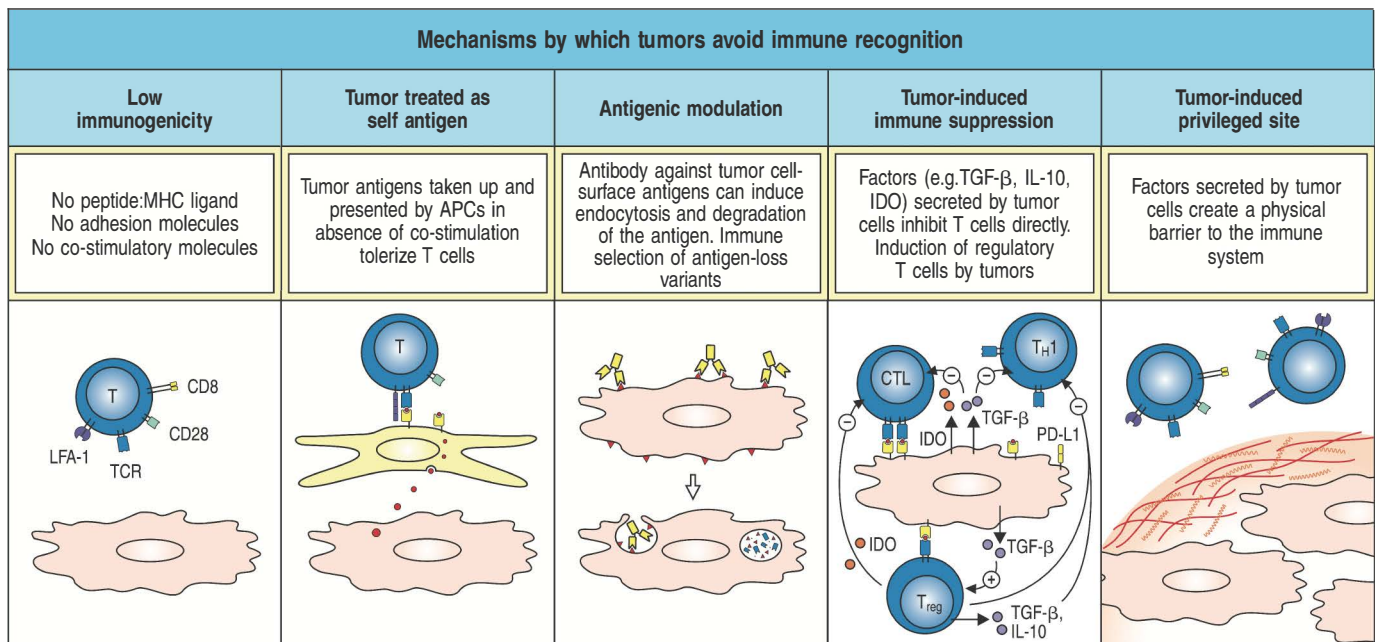 Mechanisms by which tumors avoid immune recognition
Low
immunogenicity
Tumor treated as
self antigen
Antigenic modulation
Tumor-induced
immune suppression
Tumor-induced
privileged site
No peptide:MHC ligand
No adhesion molecules
No co-stimulatory molecules
Tumor antigens taken up and
presented by APCs in
absence of co-stimulation
tolerize T cells
Antibody against tumor cell-
surface antigens can induce
endocytosis and degradation
of the antigen. Immune
selection of antigen-loss
variants
Factors (e.g.TGF-β, IL-10,
IDO) secreted by tumor
cells inhibit T cells directly.
Induction of regulatory
T cells by tumors
Factors secreted by tumor
cells create a physical
barrier to the immune
system
T
CD8
CD28
LFA-1
TCR
T
CTL
TH1
−
−
−
−
IDO
TGF-β
PD-L1
IDO
TGF-β
+
Treg
TGF-β,
IL-10